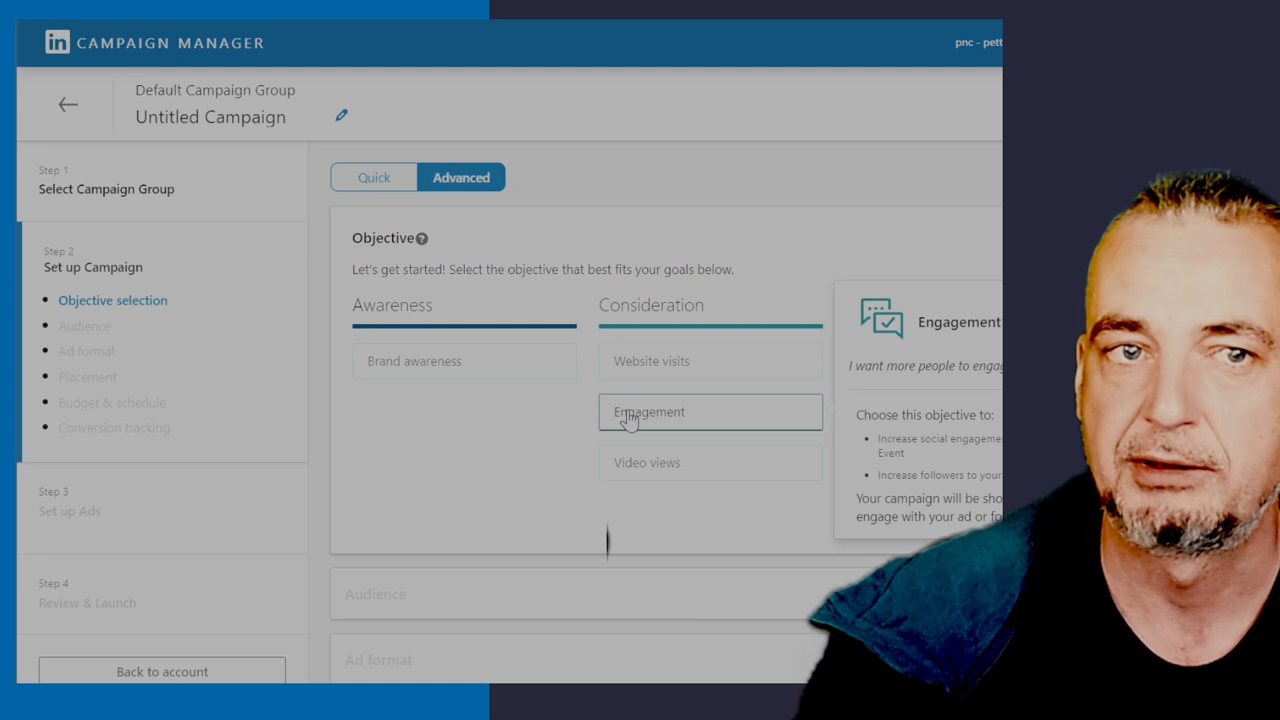 in CAMPAIGN MANAGER
pnc - pett
Default Campaign Group
Untitled Campaign
Step 1
Select Campaign Group
Step 2
Set up Campaign
Objective selection
Audience
Ad format
Placement
Budget & schedule
Conversion tracking
Step 3
Set up Ads
Step 4
Review & Launch
Back to account
Quick
Advanced
Objective
Let's get started! Select the objective that best fits your goals below.
Awareness
Brand awareness
Consideration
Website visits
Engagement
Video views
Engagement
I want more people to engag
Choose this objective to:
Increase social engageme
Event
Increase followers to your
Your campaign will be sho
engage with your ad or fo
Audience
Ad format